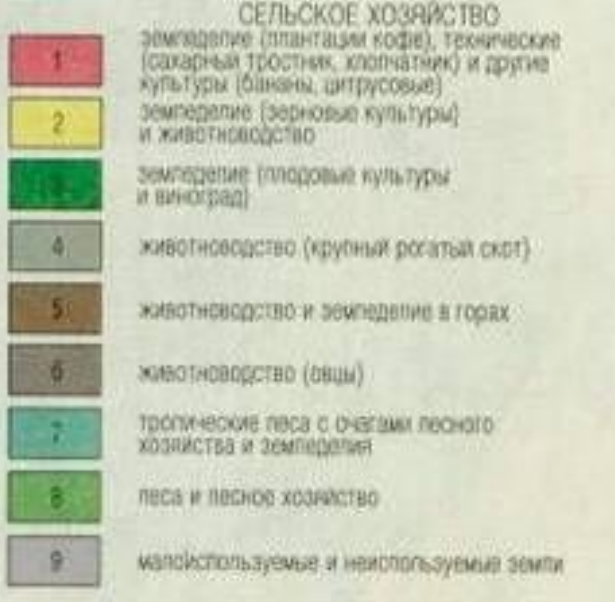 СЕЛЬСКОЕ ХОЗЯЙСТВО
1
земледелие (плантации кофе), технические
(сахарный тростник, хлопчатник) и другие
культуры (бананы, цитрусовые)
2
земледелие (зерновые культуры)
и животноводство
3
земледелие (плодовые культуры
и виноград)
4
животноводство (крупный рогатый скот)
5
животноводство и земледелие в горах
6
животноводство (овцы)
7
тропические леса с очагами лесного
хозяйства и земледелия
8
леса и лесное хозяйство
9
малоиспользуемые и неиспользуемые земли